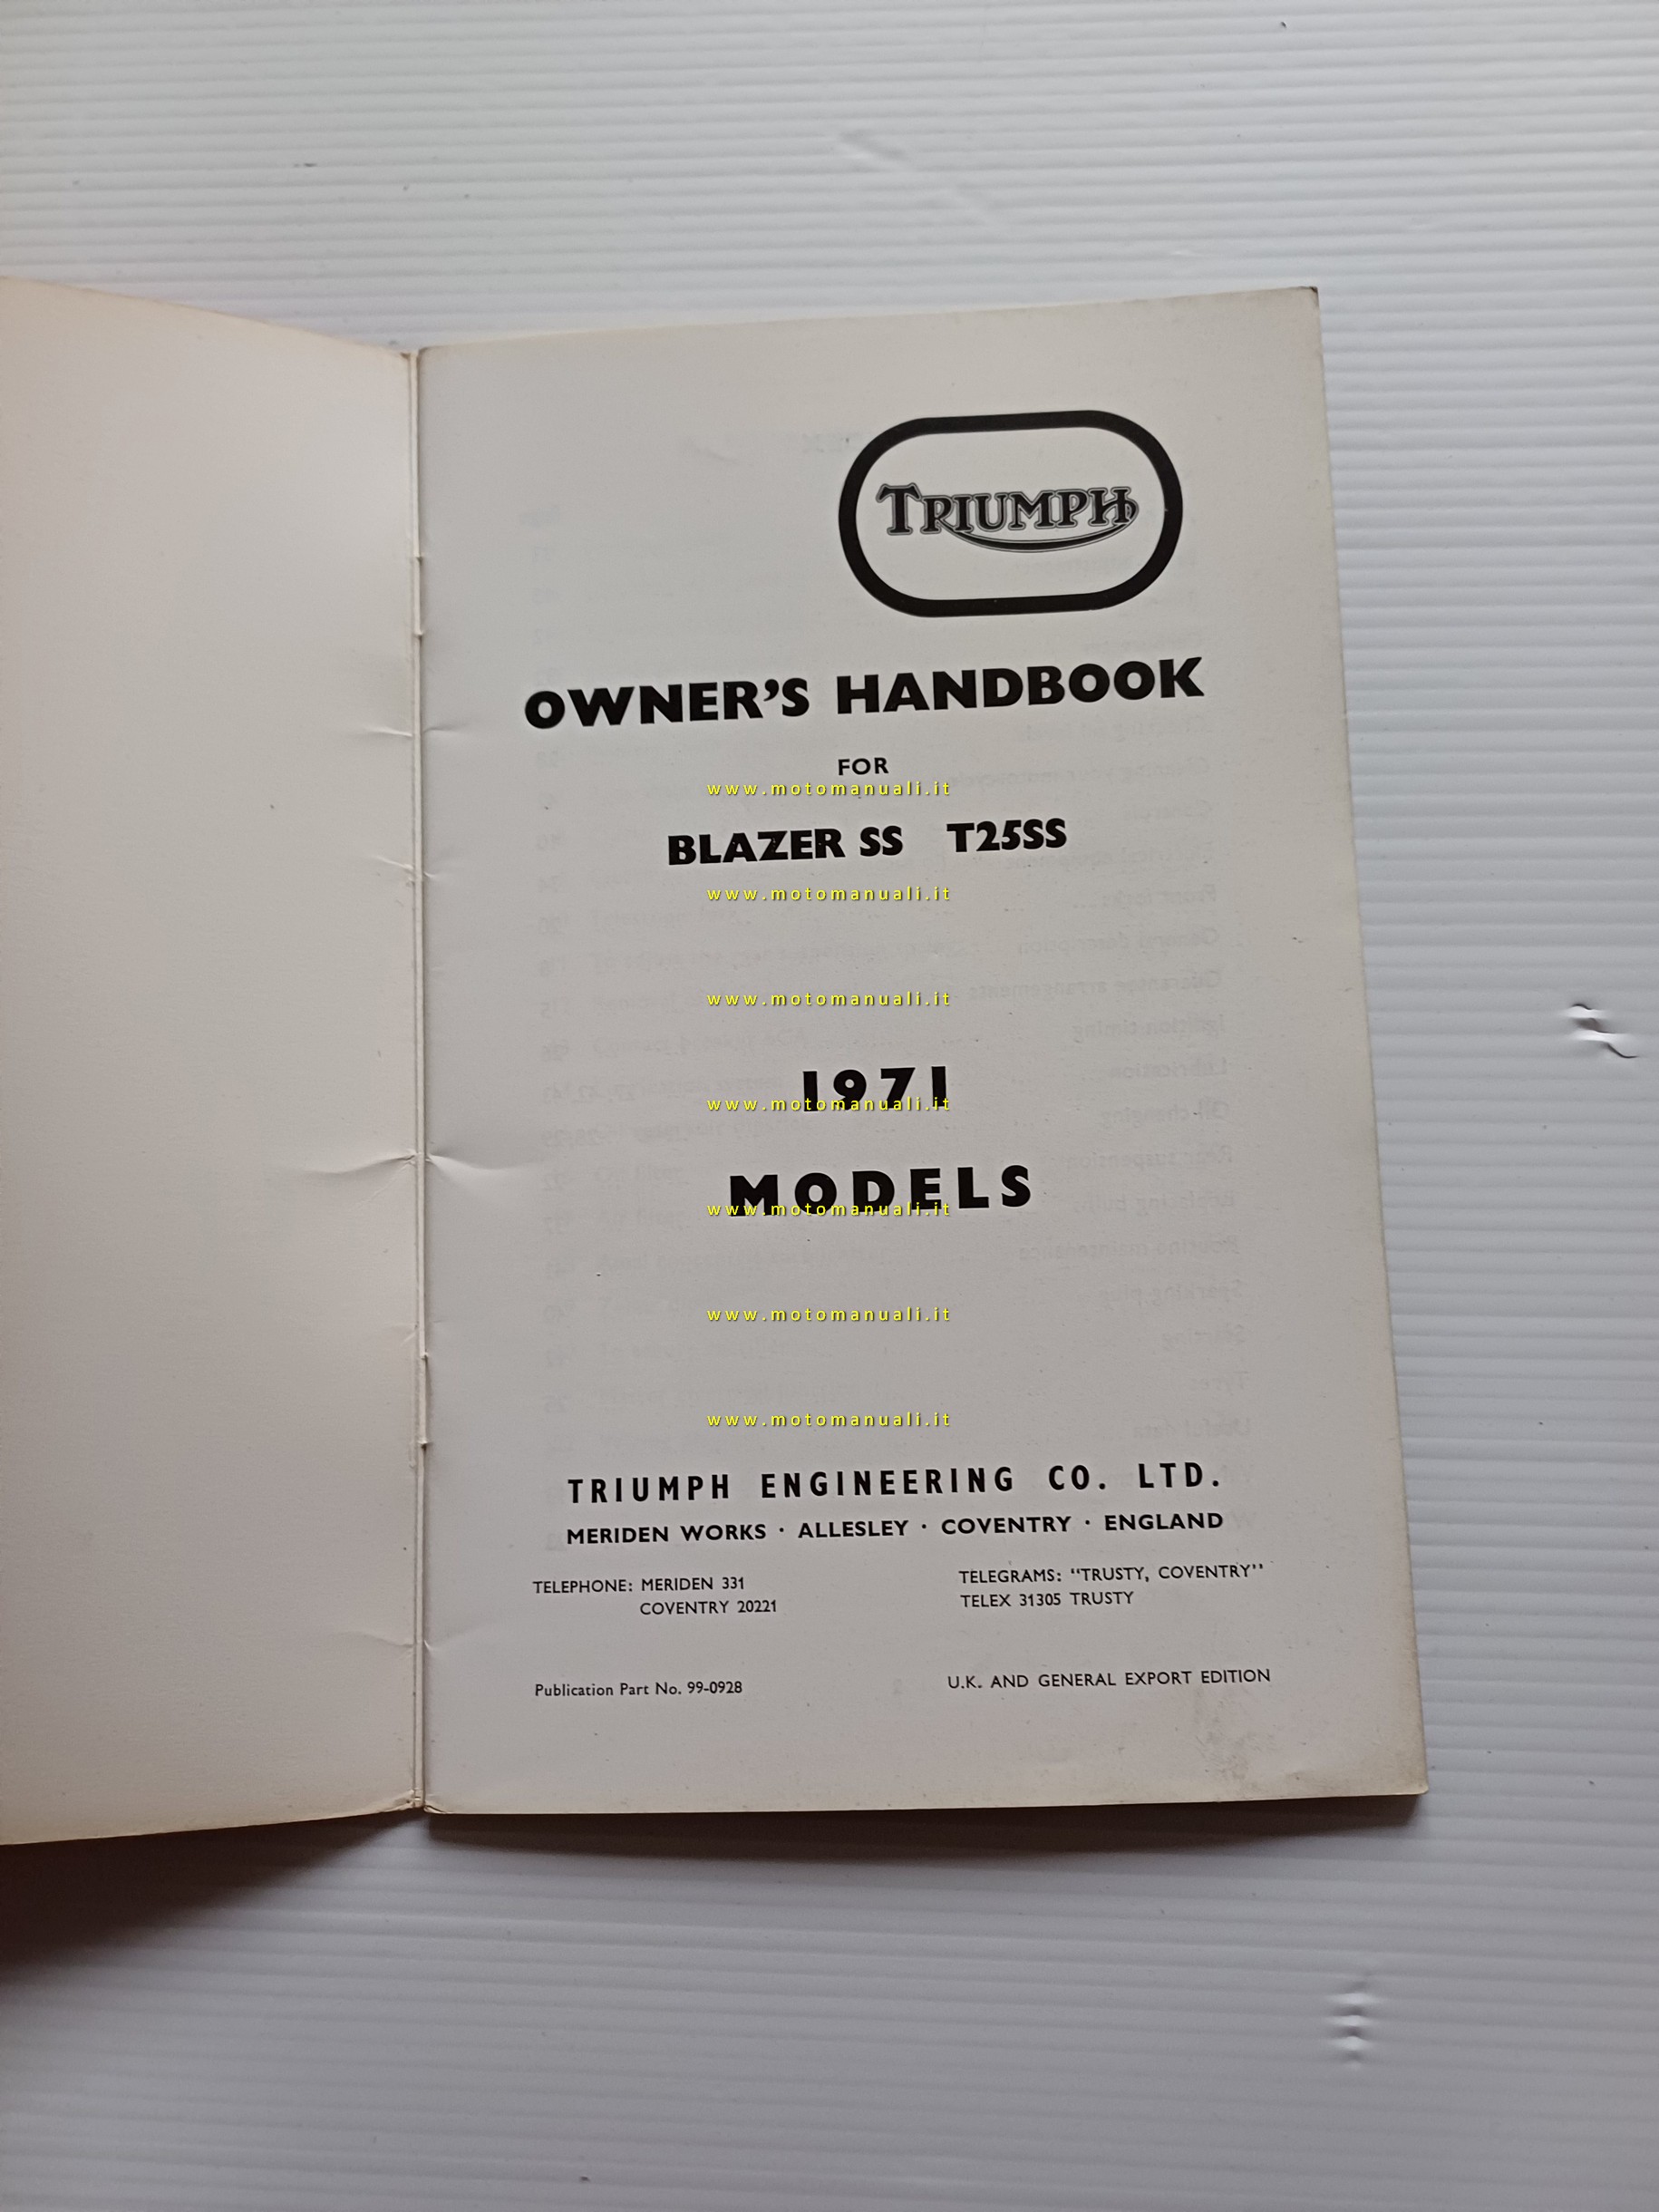 TRIUMPH
OWNER'S HANDBOOK
FOR
www.motomanuali.it
BLAZER SS T25SS
www.motomanuali.it
www.motomanuali.it
1971
www.motomanuali.it
MODELS
www.motomanuali.it
www.motomanuali.it
www.motomanuali.it
TRIUMPH ENGINEERING CO. LTD.
MERIDEN WORKS · ALLESLEY · COVENTRY · ENGLAND
TELEPHONE: MERIDEN 331
COVENTRY 20221
TELEGRAMS: "TRUSTY, COVENTRY"
TELEX 31305 TRUSTY
Publication Part No. 99-0928
U.K. AND GENERAL EXPORT EDITION